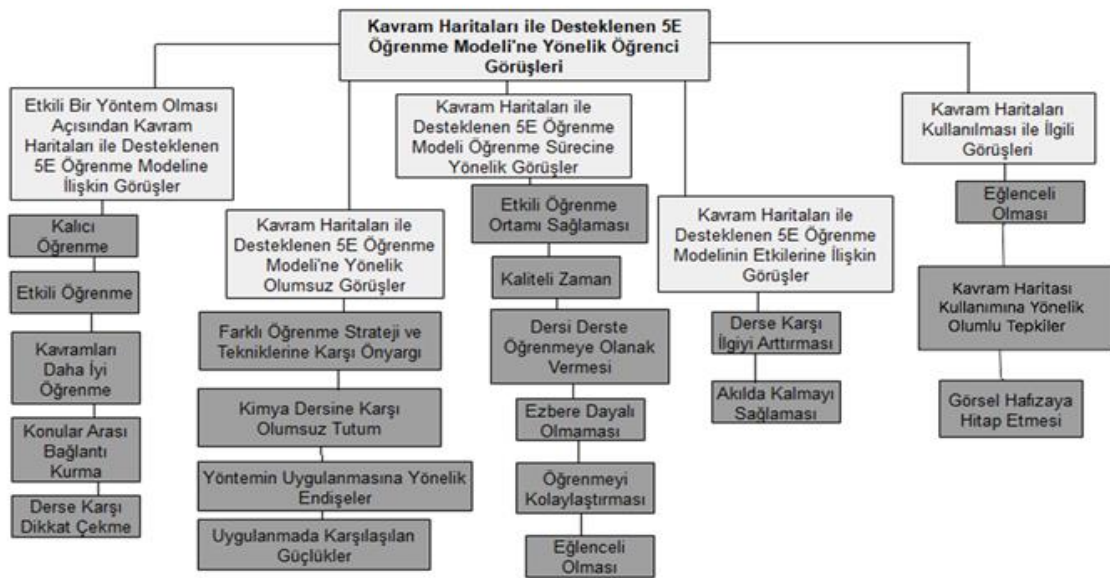 Kavram Haritaları ile Desteklenen 5E
Öğrenme Modeli'ne Yönelik Öğrenci
Görüşleri
Etkili Bir Yöntem Olması
Açısından Kavram
Haritaları ile Desteklenen
5E Öğrenme Modeline
İlişkin Görüşler
Kalıcı
Öğrenme
Etkili Öğrenme
Kavramları
Daha İyi
Öğrenme
Konular Arası
Bağlantı
Kurma
Derse Karşı
Dikkat Çekme
Kavram Haritaları ile
Desteklenen 5E Öğrenme
Modeli'ne Yönelik
Olumsuz Görüşler
Farklı Öğrenme Strateji ve
Tekniklerine Karşı Önyargı
Kimya Dersine Karşı
Olumsuz Tutum
Yöntemin Uygulanmasına Yönelik
Endişeler
Uygulanmada Karşılaşılan
Güçlükler
Kavram Haritaları ile
Desteklenen 5E Öğrenme
Modeli Öğrenme Sürecine
Yönelik Görüşler
Etkili Öğrenme
Ortamı Sağlaması
Kaliteli Zaman
Dersi Derste
Öğrenmeye Olanak
Vermesi
Ezbere Dayalı
Olmaması
Öğrenmeyi
Kolaylaştırması
Eğlenceli
Olması
Kavram Haritaları ile
Desteklenen 5E Öğrenme
Modelinin Etkilerine İlişkin
Görüşler
Derse Karşı
İlgiyi Arttırması
Akılda Kalmayı
Sağlaması
Kavram Haritaları
Kullanılması ile İlgili
Görüşleri
Eğlenceli
Olması
Kavram Haritası
Kullanımına Yönelik
Olumlu Tepkiler
Görsel Hafızaya
Hitap Etmesi